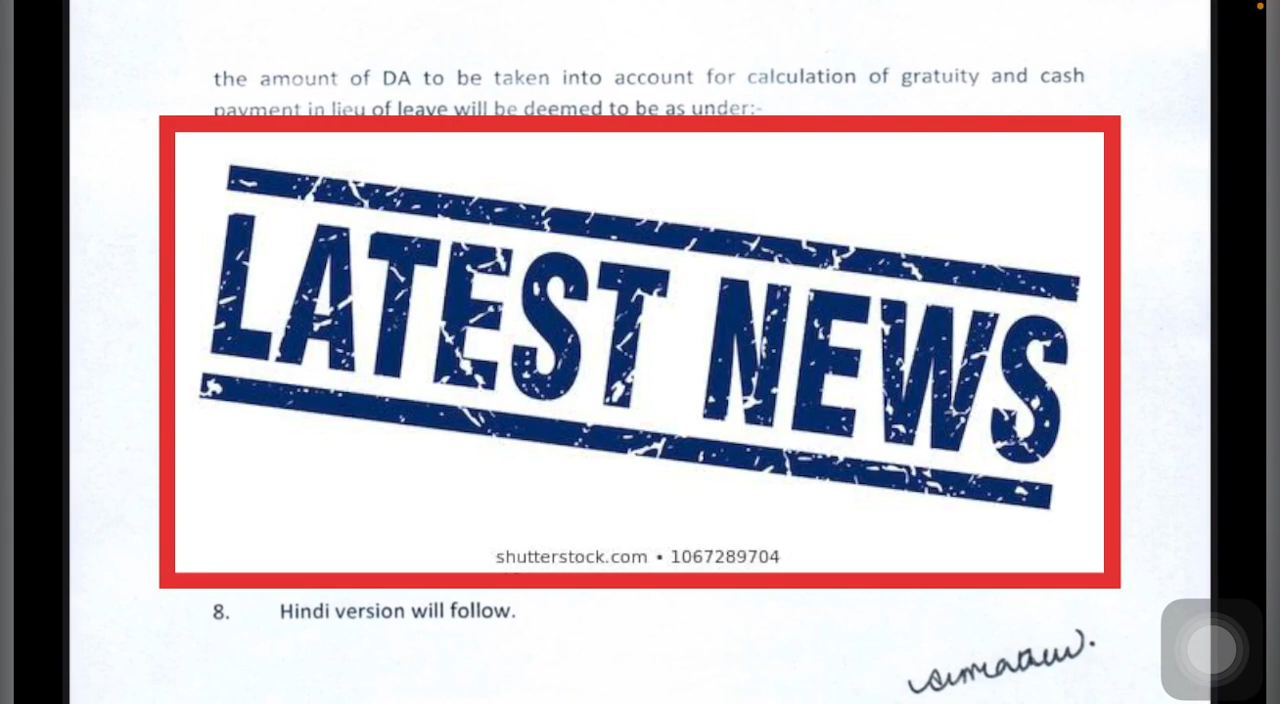 the amount of DA to be taken into account for calculation of gratuity and cash
payment in lieu of leave will be deemed to be as under:-
LATEST NEWS
shutterstock.com • 1067289704
8. Hindi version will follow.